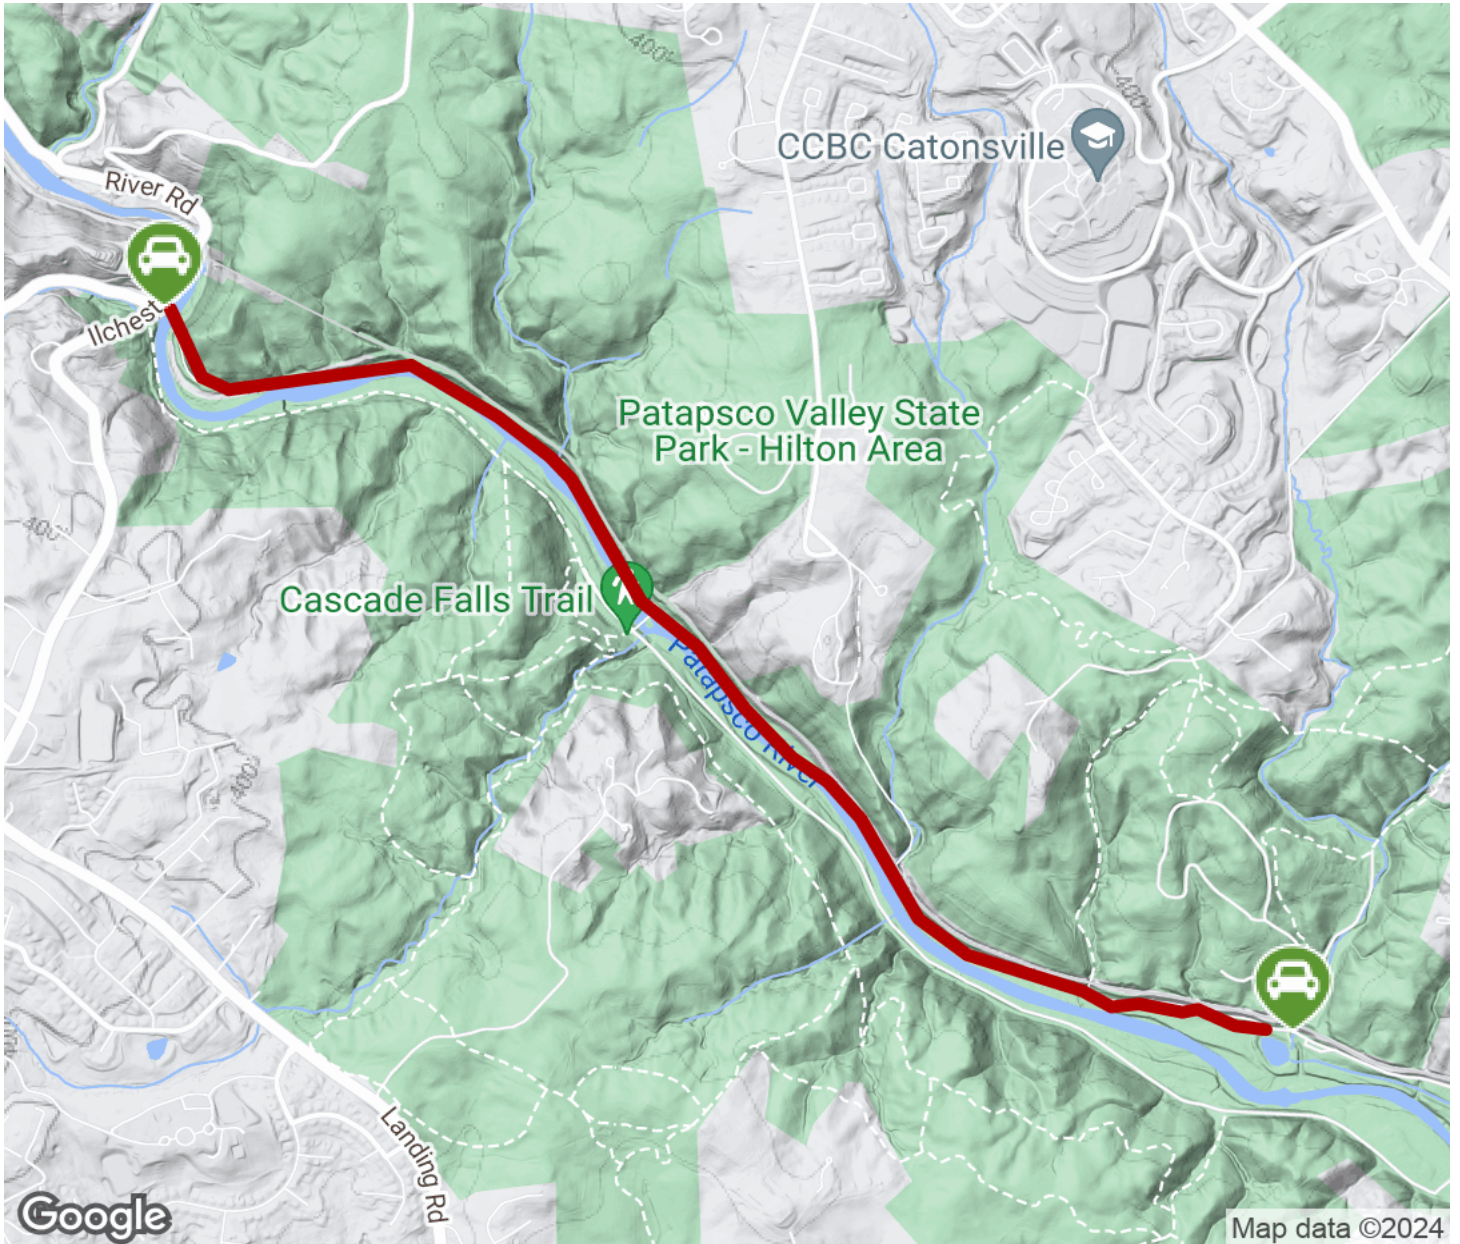 400
CCBC Catonsville
400
River Rd
Ilchest
Patapsco Valley State
Park - Hilton Area
400
Cascade Falls Trail
Patapsco River
400
Landing Rd
Google
Map data ©2024